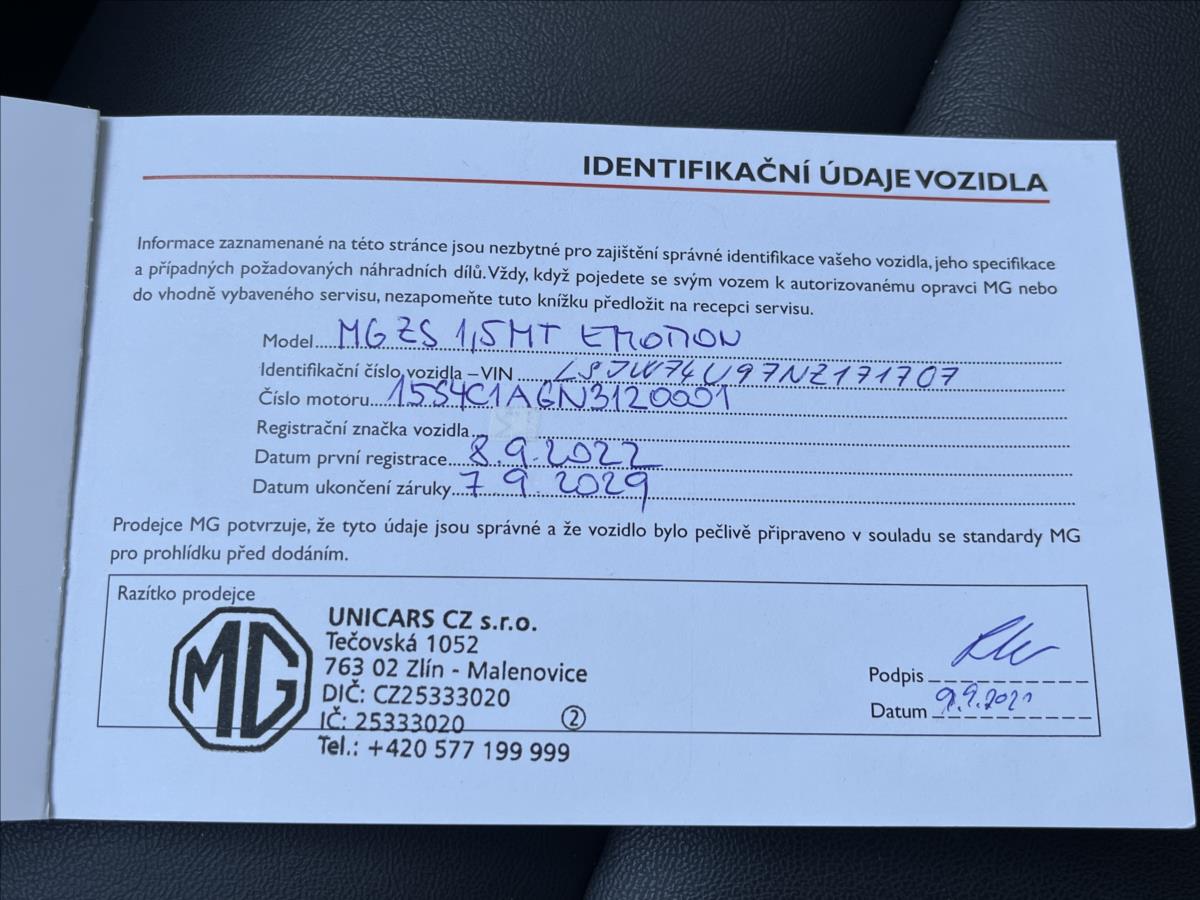 IDENTIFIKAČNÍ ÚDAJE VOZIDLA
Informace zaznamenané na této stránce jsou nezbytné pro zajištění správné identifikace vašeho vozidla, jeho specifikace
a případných požadovaných náhradních dílů. Vždy, když pojedete se svým vozem k autorizovanému opravci MG nebo
do vhodně vybaveného servisu, nezapomeňte tuto knížku předložit na recepci servisu.
Model MG ZS 1,5MT EMOTION
Identifikační číslo vozidla – VIN LSJW74U97NZ171707
Číslo motoru 15S4C1AGN3120001
Registrační značka vozidla
Datum první registrace 8.9.2022
Datum ukončení záruky 7.9.2029
Prodejce MG potvrzuje, že tyto údaje jsou správné a že vozidlo bylo pečlivě připraveno v souladu se standardy MG
pro prohlídku před dodáním.
Razítko prodejce
MG
UNICARS CZ s.r.o.
Tečovská 1052
763 02 Zlín - Malenovice
DIČ: CZ25333020
IČ: 25333020 ②
Tel.: +420 577 199 999
Podpis
Datum